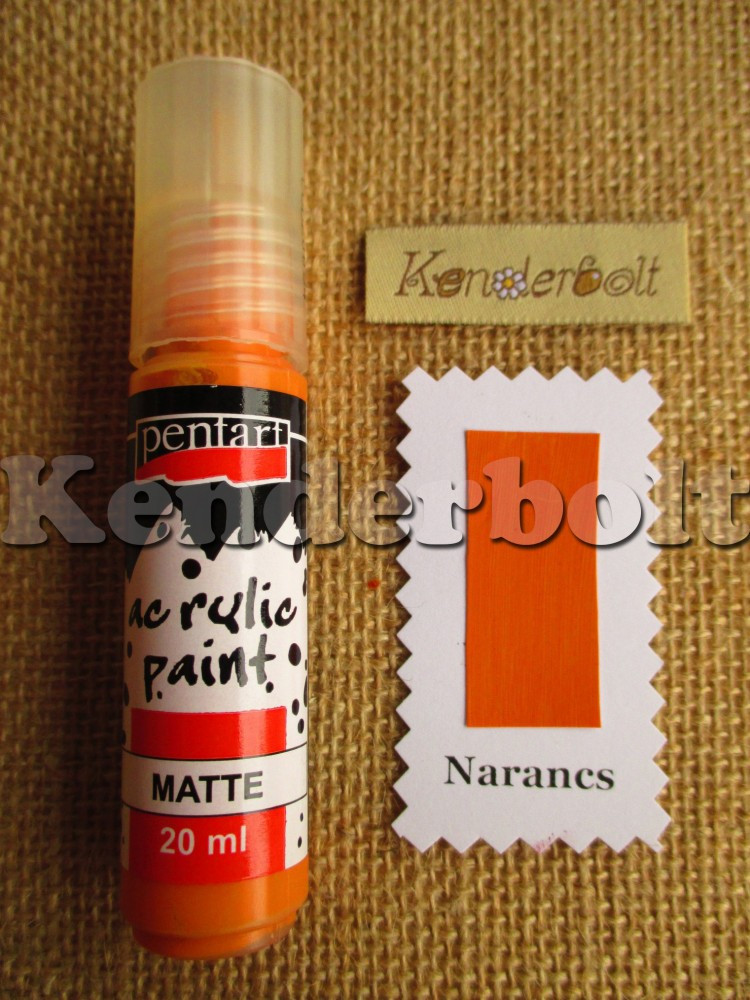 Kenderbolt
pentart
Kenderbolt
acrylic
paint
MATTE
20 ml
Narancs